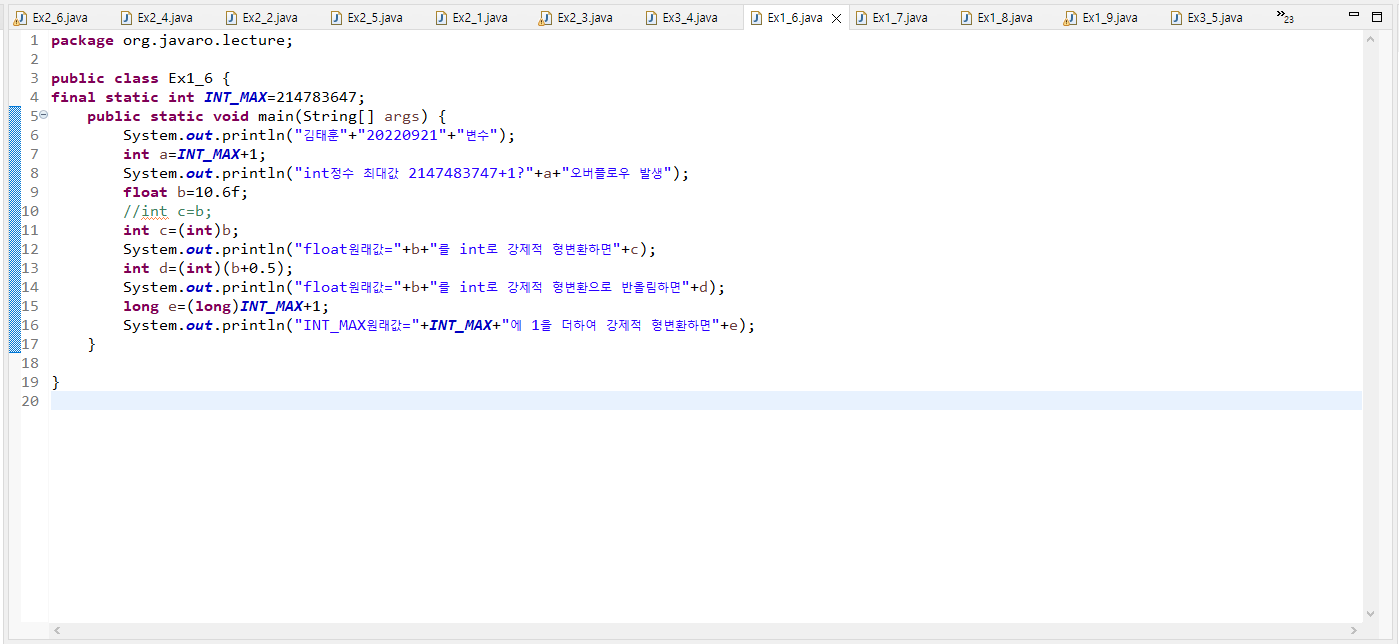 Ex2_6.java Ex2_4.java Ex2_2.java Ex2_5.java Ex2_1.java Ex2_3.java Ex3_4.java Ex1_6.java Ex1_7.java Ex1_8.java Ex1_9.java Ex3_5.java »23
1 package org.javaro.lecture;
2
3 public class Ex1_6 {
4 final static int INT_MAX=214783647;
5 public static void main(String[] args) {
6 System.out.println("김태훈"+"20220921"+"변수");
7 int a=INT_MAX+1;
8 System.out.println("int정수 최대값 2147483747+1?"+a+"오버플로우 발생");
9 float b=10.6f;
10 //int c=b;
11 int c=(int)b;
12 System.out.println("float원래값="+b+"를 int로 강제적 형변환하면"+c);
13 int d=(int)(b+0.5);
14 System.out.println("float원래값="+b+"를 int로 강제적 형변환으로 반올림하면"+d);
15 long e=(long)INT_MAX+1;
16 System.out.println("INT_MAX원래값="+INT_MAX+"에 1을 더하여 강제적 형변환하면"+e);
17 }
18
19 }
20